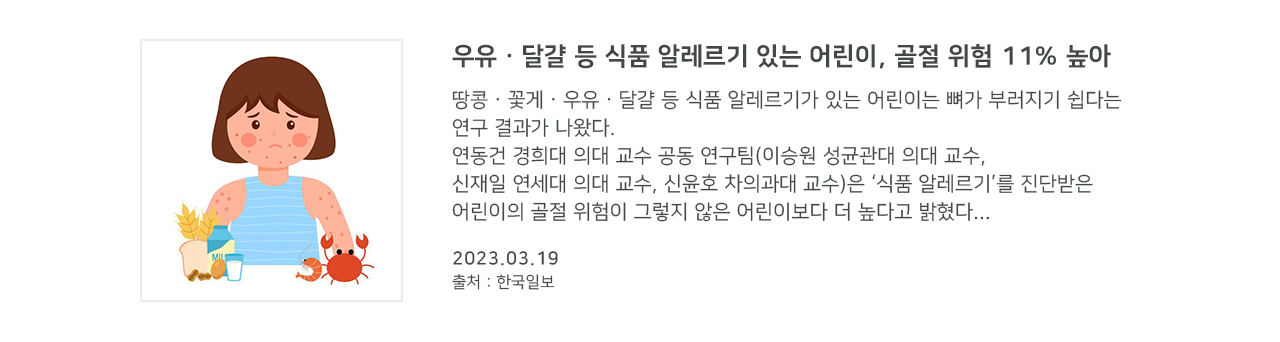 우유 · 달걀 등 식품 알레르기 있는 어린이, 골절 위험 11% 높아
땅콩 · 꽃게 · 우유 · 달걀 등 식품 알레르기가 있는 어린이는 뼈가 부러지기 쉽다는
연구 결과가 나왔다.
연동건 경희대 의대 교수 공동 연구팀(이승원 성균관대 의대 교수,
신재일 연세대 의대 교수, 신윤호 차의과대 교수)은 ‘식품 알레르기’를 진단받은
어린이의 골절 위험이 그렇지 않은 어린이보다 더 높다고 밝혔다...
MIL
2023.03.19
출처 : 한국일보